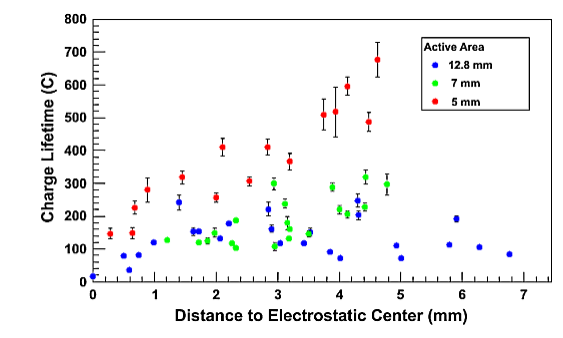 800
700
600
500
400
300
200
100
0
Charge Lifetime (C)
Active Area
12.8 mm
7 mm
5 mm
0 1 2 3 4 5 6 7
Distance to Electrostatic Center (mm)